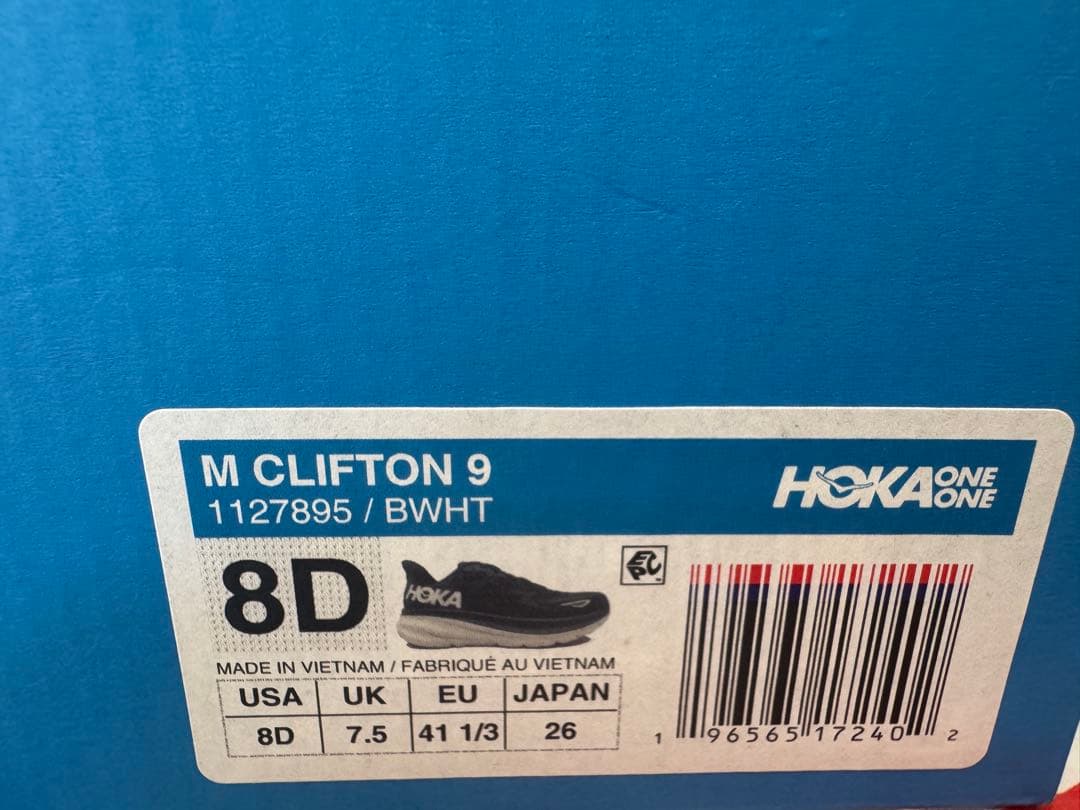 M CLIFTON 9
1127895 / BWHT
HOKA ONE ONE
8D
HOKA
EPC
MADE IN VIETNAM / FABRIQUÉ AU VIETNAM
USA UK EU JAPAN
8D 7.5 41 1/3 26
1 96565 17240 2